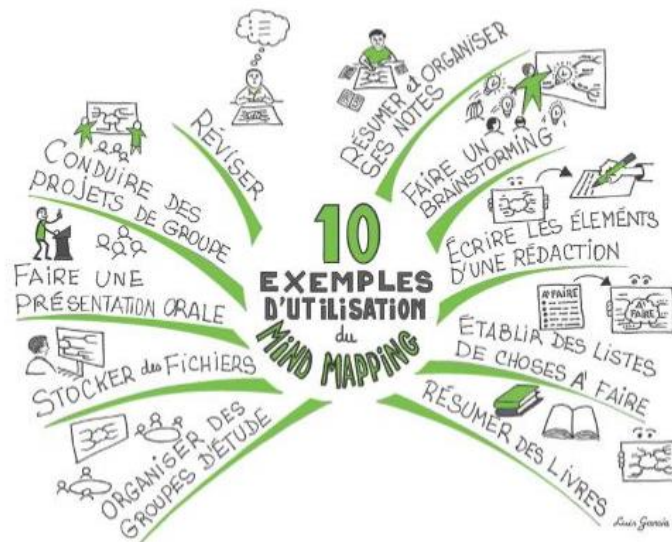 10
EXEMPLES
D'UTILISATION
du
MIND MAPPING
RÉSUMER et ORGANISER
SES NOTES
FAIRE UN
BRAINSTORMING
ÉCRIRE LES ÉLEMENTS
D'UNE RÉDACTION
A' FAIRE
A' FAIRE
ÉTABLIR DES LISTES
DE CHOSES A' FAIRE
RÉSUMER DES LIVRES
ORGANISER DES
GROUPES D'ÉTUDE
STOCKER des FICHIERS
FAIRE UNE
PRÉSENTATION ORALE
CONDUIRE DES
PROJETS DE GROUPE
RÉVISER
Luis García